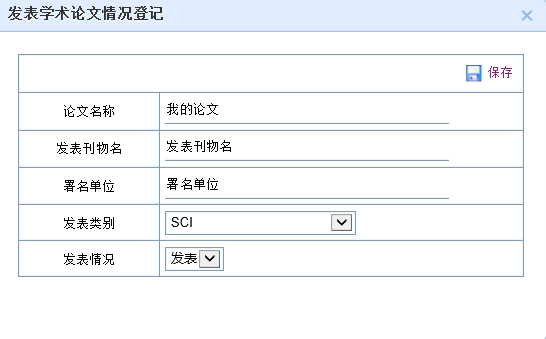 发表学术论文情况登记
保存
论文名称 我的论文
发表刊物名 发表刊物名
署名单位 署名单位
发表类别 SCI
发表情况 发表